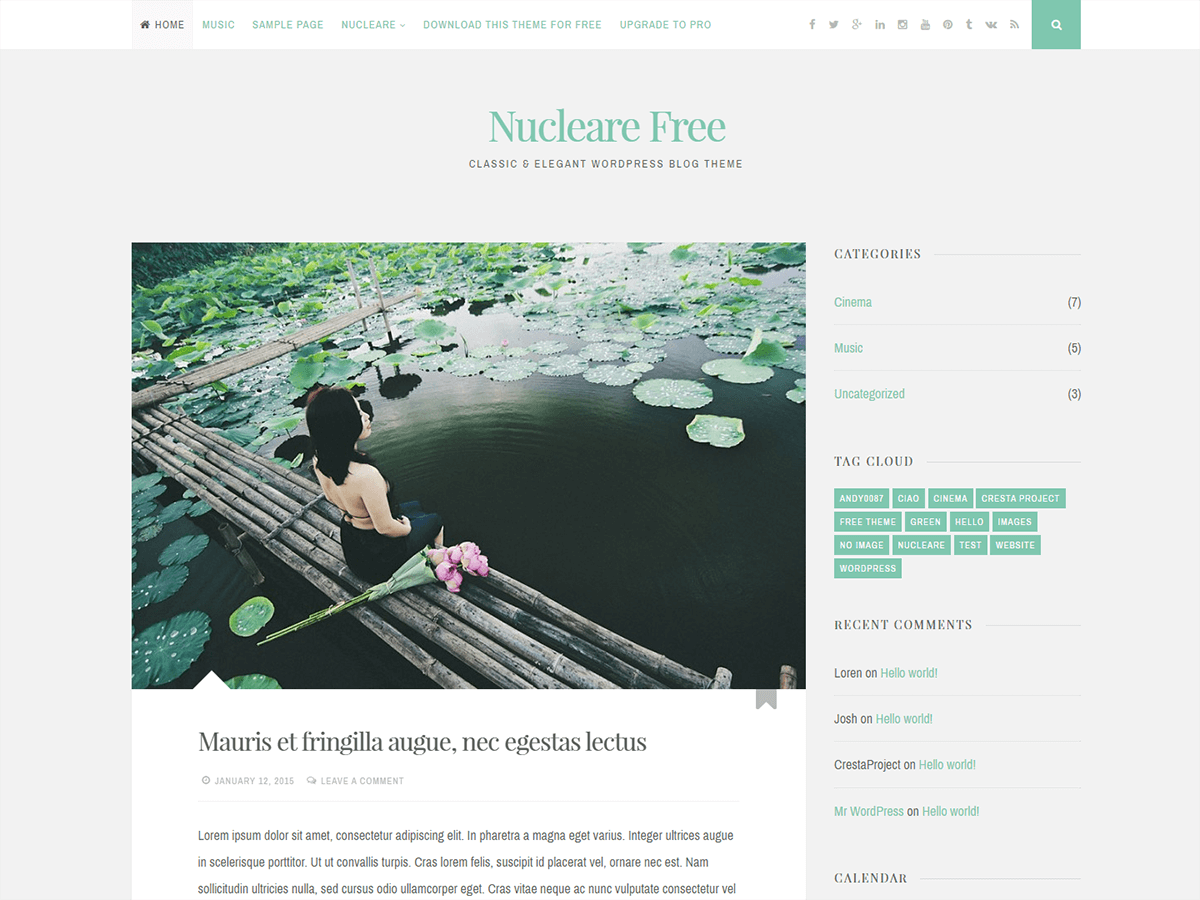 HOME MUSIC SAMPLE PAGE NUCLEARE DOWNLOAD THIS THEME FOR FREE UPGRADE TO PRO
Nucleare Free
CLASSIC & ELEGANT WORDPRESS BLOG THEME
Mauris et fringilla augue, nec egestas lectus
JANUARY 12, 2015 LEAVE A COMMENT
Lorem ipsum dolor sit amet, consectetur adipiscing elit. In pharetra a magna eget varius. Integer ultrices augue
in scelerisque porttitor. Ut ut convallis turpis. Cras lorem felis, suscipit id placerat vel, ornare nec est. Nam
sollicitudin ultricies nulla, sed cursus odio ullamcorper eget. Cras vitae neque ac nunc vulputate consectetur vel
CATEGORIES
Cinema (7)
Music (5)
Uncategorized (3)
TAG CLOUD
ANDY0087 CIAO CINEMA CRESTA PROJECT
FREE THEME GREEN HELLO IMAGES
NO IMAGE NUCLEARE TEST WEBSITE
WORDPRESS
RECENT COMMENTS
Loren on Hello world!
Josh on Hello world!
CrestaProject on Hello world!
Mr WordPress on Hello world!
CALENDAR